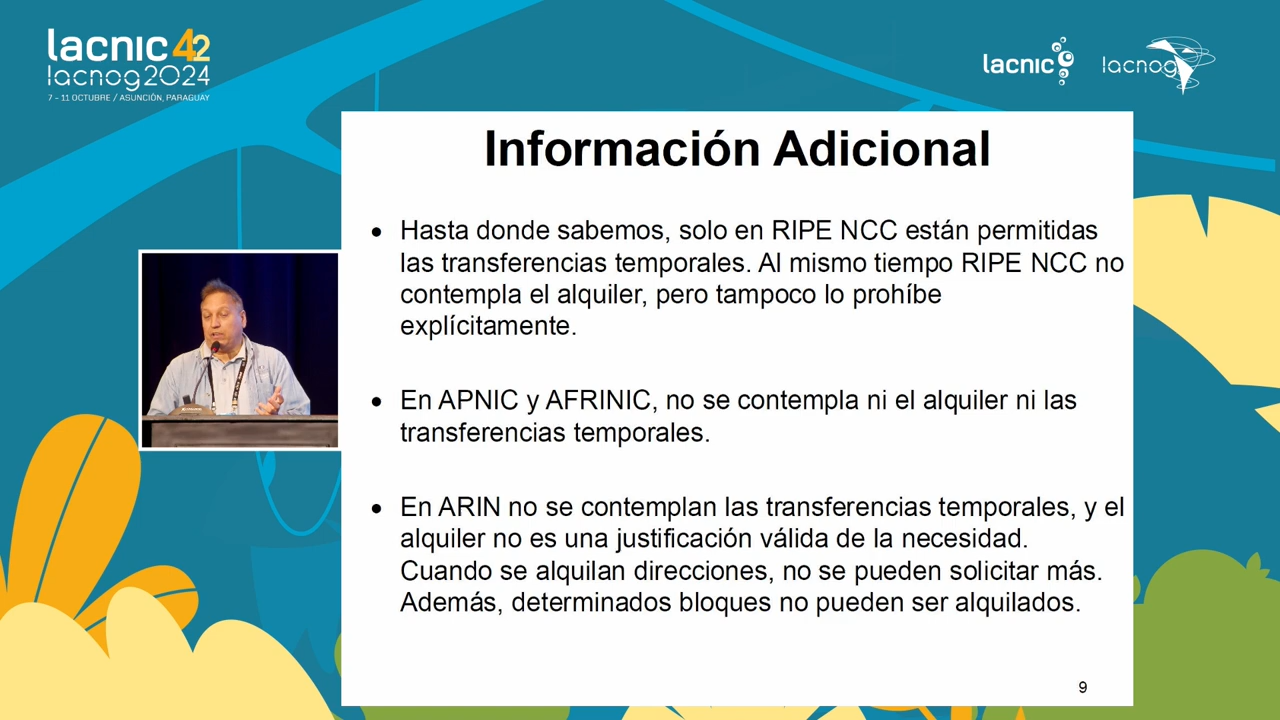 lacnic 42
lacnog 2024
7 - 11 OCTUBRE / ASUNCIÓN, PARAGUAY
lacnic
lacnog
Información Adicional
• Hasta donde sabemos, solo en RIPE NCC están permitidas
las transferencias temporales. Al mismo tiempo RIPE NCC no
contempla el alquiler, pero tampoco lo prohíbe
explícitamente.
• En APNIC y AFRINIC, no se contempla ni el alquiler ni las
transferencias temporales.
• En ARIN no se contemplan las transferencias temporales, y el
alquiler no es una justificación válida de la necesidad.
Cuando se alquilan direcciones, no se pueden solicitar más.
Además, determinados bloques no pueden ser alquilados.
9